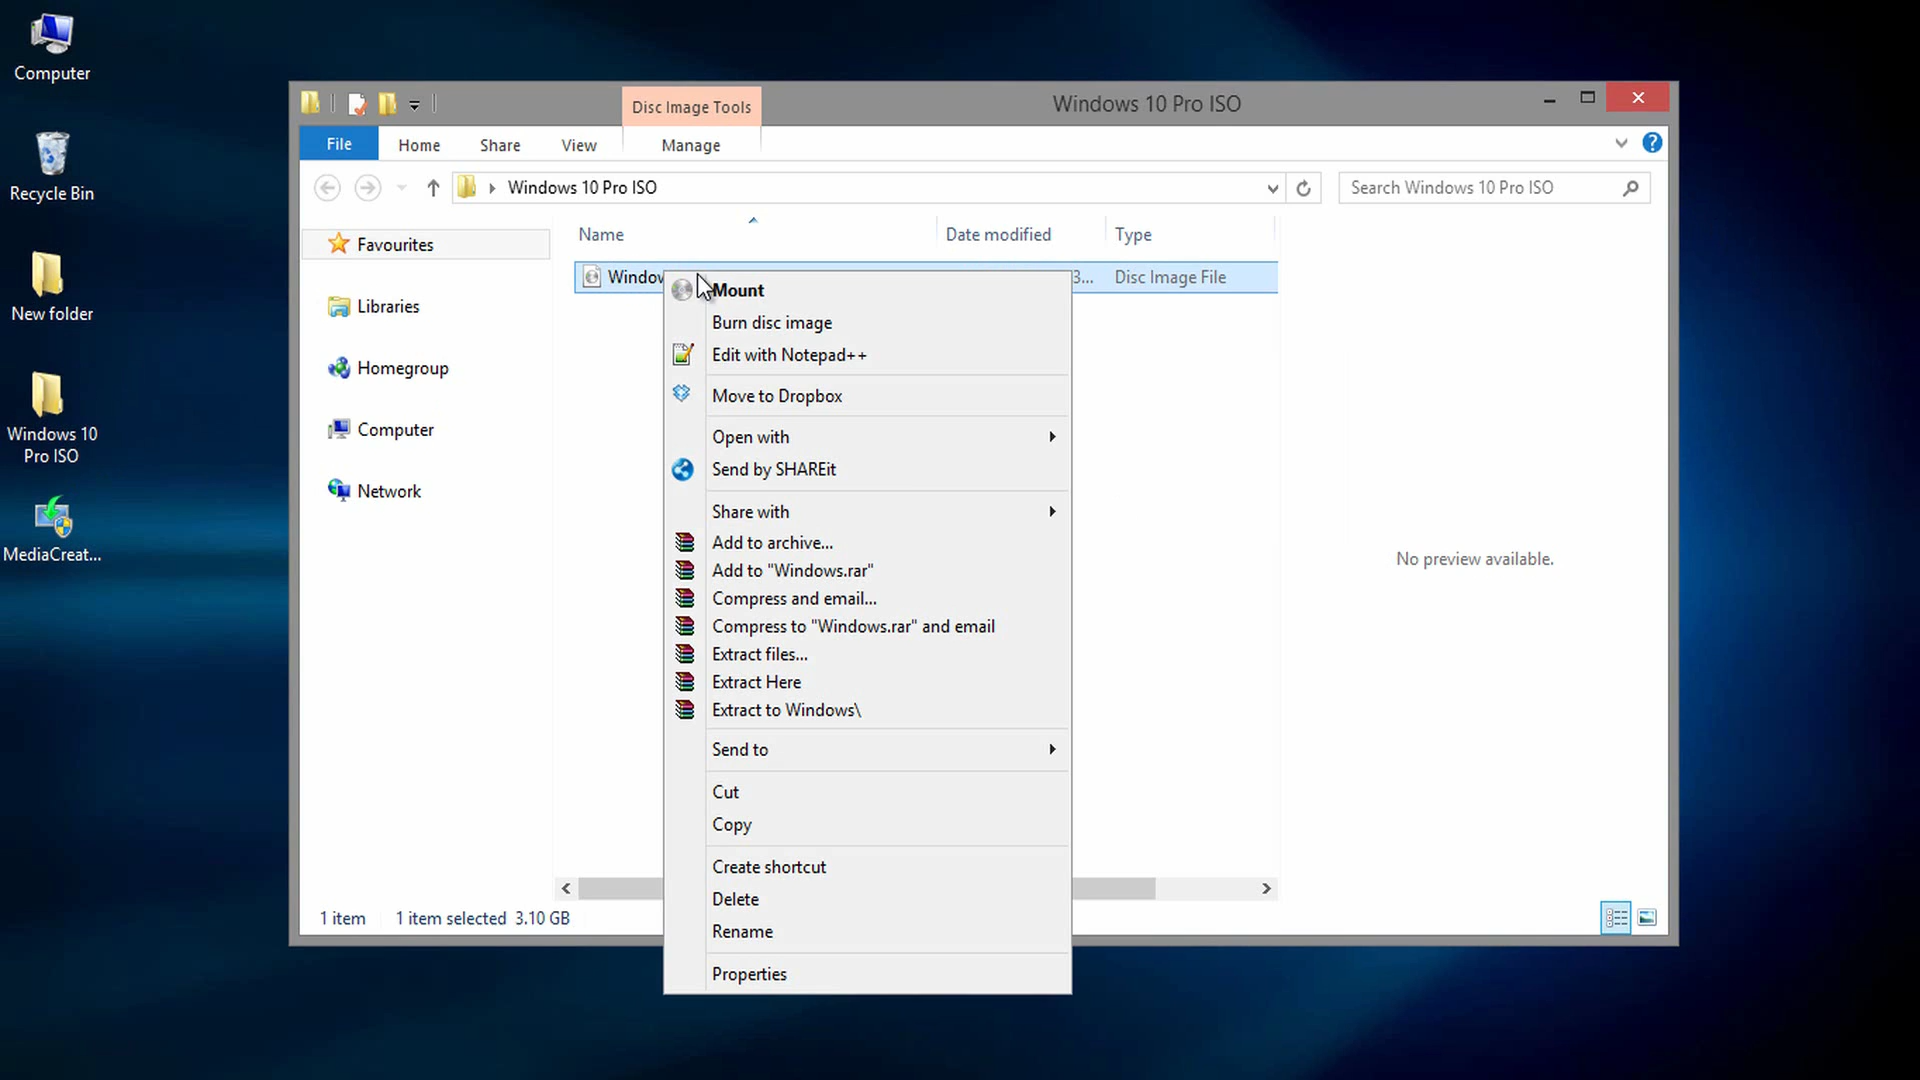 Computer
Recycle Bin
New folder
Windows 10
Pro ISO
MediaCreat...
Disc Image Tools
Windows 10 Pro ISO
File
Home
Share
View
Manage
Windows 10 Pro ISO
Search Windows 10 Pro ISO
Favourites
Libraries
Homegroup
Computer
Network
Name
Date modified
Type
3...
Disc Image File
Mount
Burn disc image
Edit with Notepad++
Move to Dropbox
Open with
Send by SHAREit
Share with
Add to archive...
Add to "Windows.rar"
Compress and email...
Compress to "Windows.rar" and email
Extract files...
Extract Here
Extract to Windows\
Send to
Cut
Copy
Create shortcut
Delete
Rename
Properties
No preview available.
1 item
1 item selected 3.10 GB